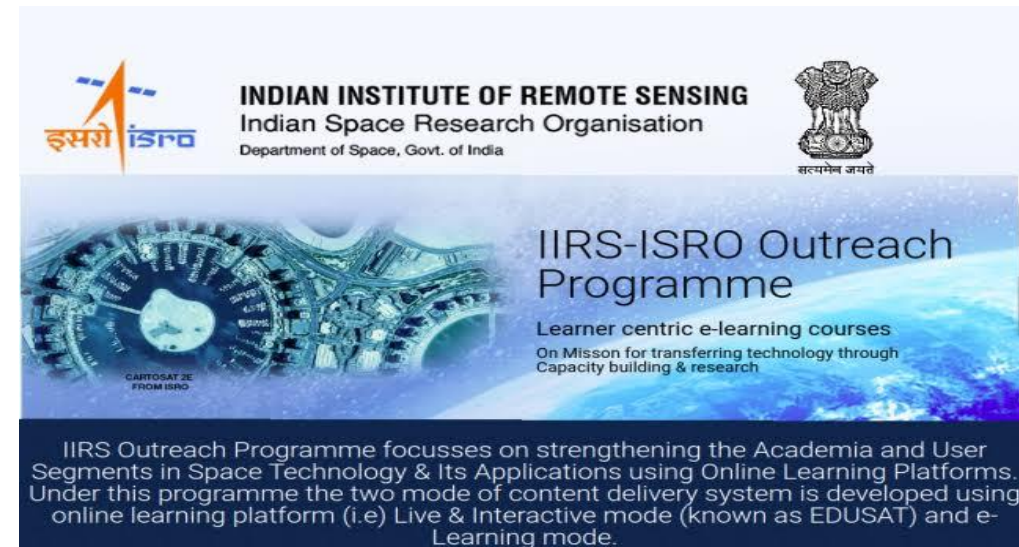 INDIAN INSTITUTE OF REMOTE SENSING
Indian Space Research Organisation
Department of Space, Govt. of India
इसरो isro
सत्यमेव जयते
IIRS-ISRO Outreach
Programme
Learner centric e-learning courses
On Misson for transferring technology through
Capacity building & research
CARTOSAT 2E
FROM ISRO
IIRS Outreach Programme focusses on strengthening the Academia and User
Segments in Space Technology & Its Applications using Online Learning Platforms.
Under this programme the two mode of content delivery system is developed using
online learning platform (i.e) Live & Interactive mode (known as EDUSAT) and e-
Learning mode.